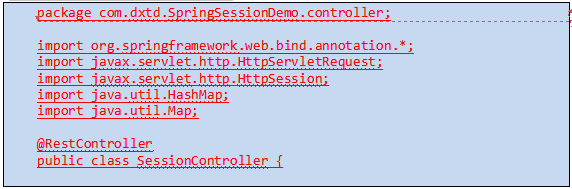 package com.dxtd.SpringSessionDemo.controller;
import org.springframework.web.bind.annotation.*;
import javax.servlet.http.HttpServletRequest;
import javax.servlet.http.HttpSession;
import java.util.HashMap;
import java.util.Map;
@RestController
public class SessionController {